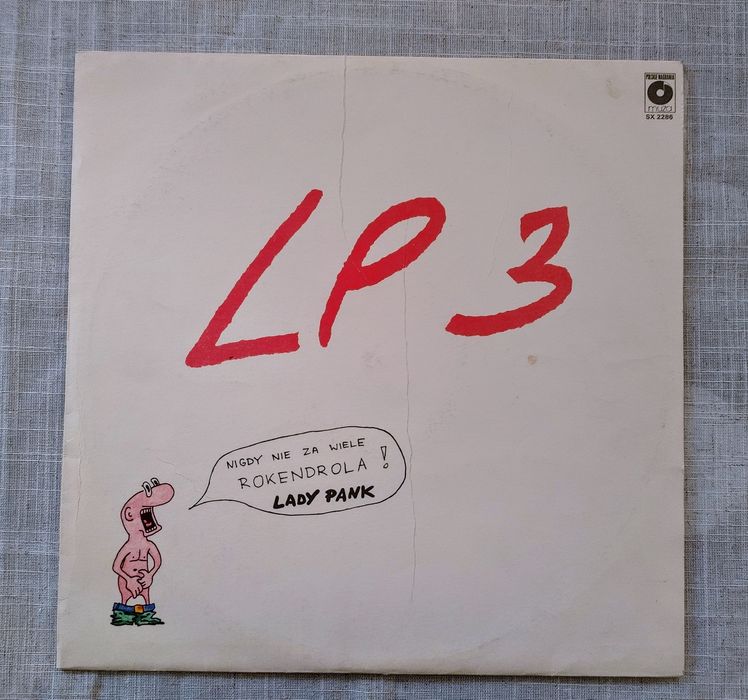 POLSKIE NAGRANIA
muza
SX 2286
LP 3
NIGDY NIE ZA WIELE
ROKENDROLA !
LADY PANK